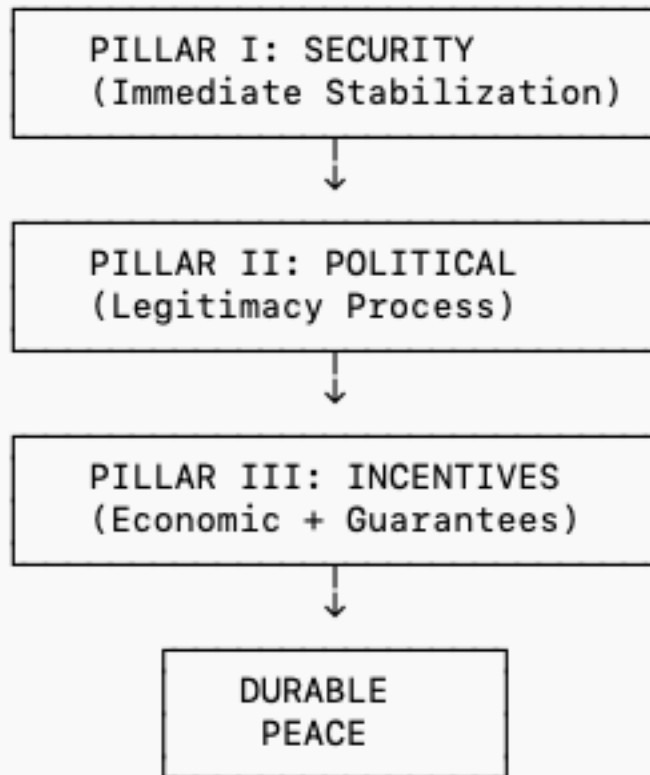 PILLAR I: SECURITY
(Immediate Stabilization)
PILLAR II: POLITICAL
(Legitimacy Process)
PILLAR III: INCENTIVES
(Economic + Guarantees)
DURABLE
PEACE